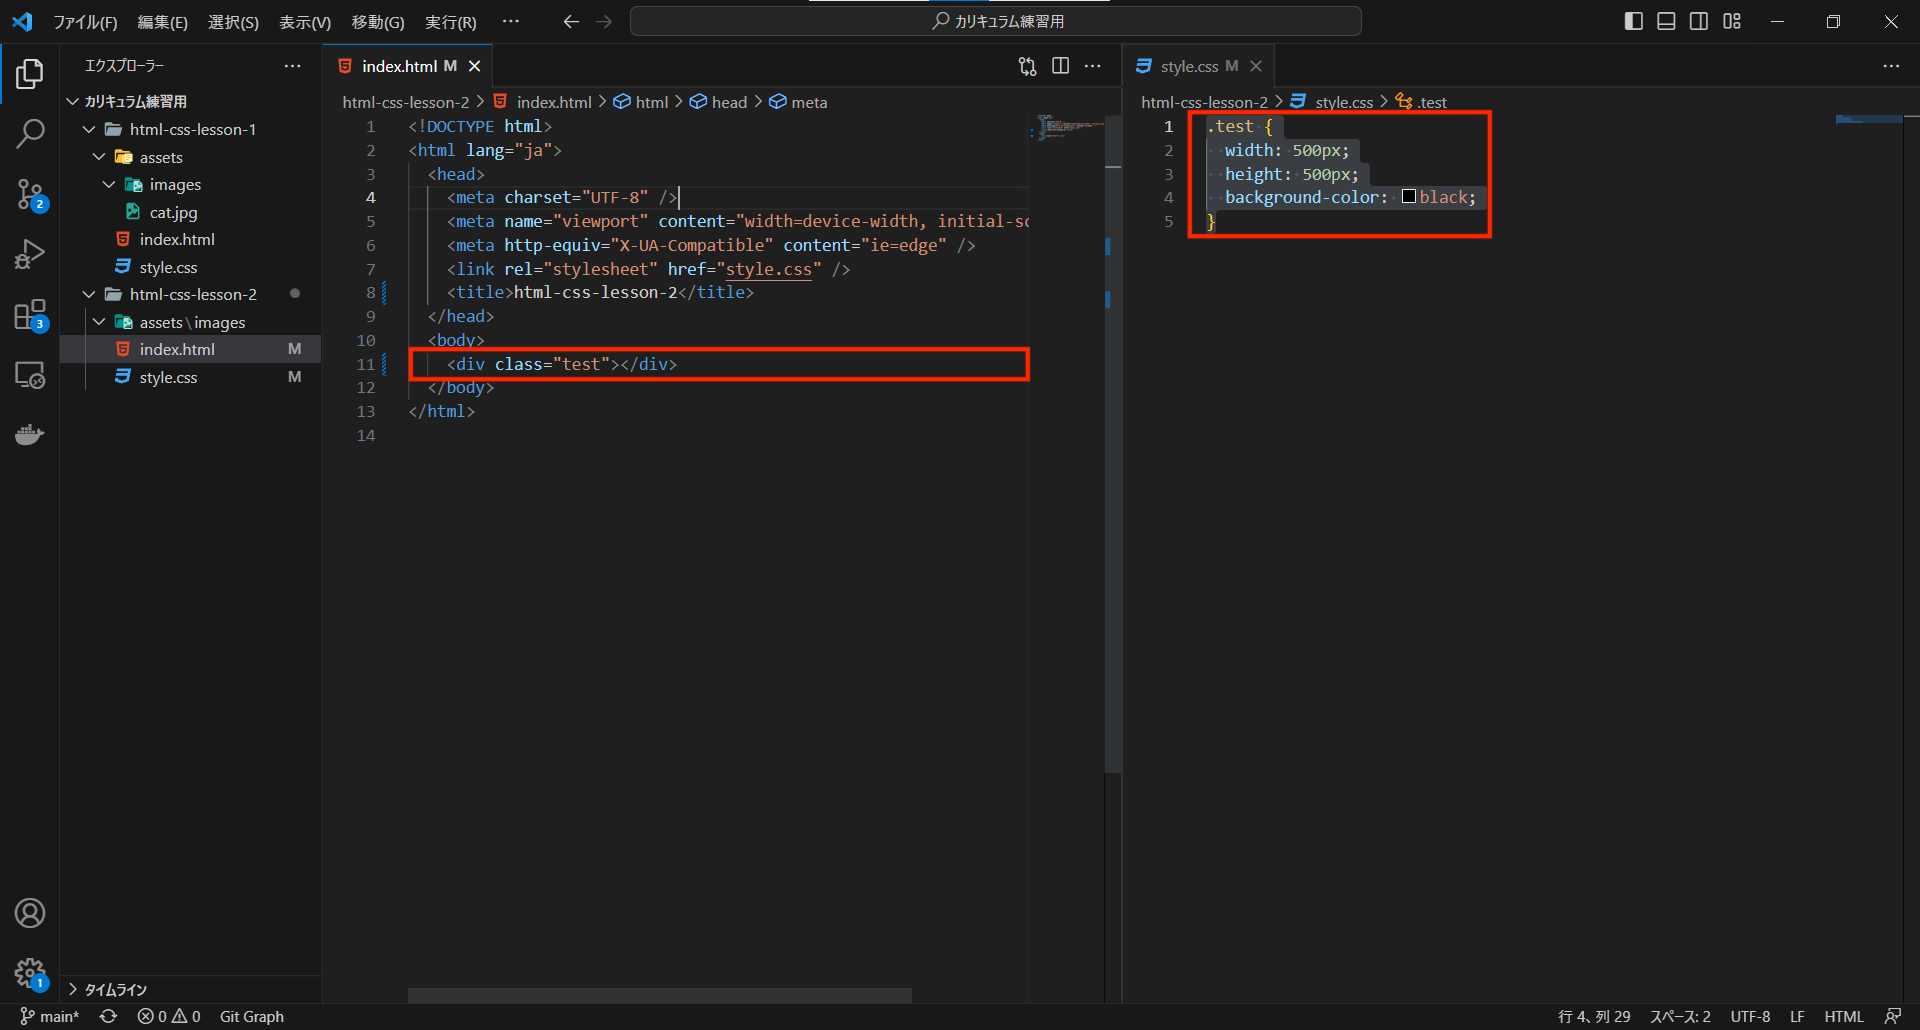 ファイル(F) 編集(E) 選択(S) 表示(V) 移動(G) 実行(R) ··· カリキュラム練習用
エクスプローラー ···
カリキュラム練習用
html-css-lesson-1
assets
images
cat.jpg
index.html
style.css
html-css-lesson-2
assets\images
index.html M
style.css M
タイムライン
2
3
1
index.html M
html-css-lesson-2 > index.html > html > head > meta
1 <!DOCTYPE html>
2 <html lang="ja">
3 <head>
4 <meta charset="UTF-8" />
5 <meta name="viewport" content="width=device-width, initial-sc
6 <meta http-equiv="X-UA-Compatible" content="ie=edge" />
7 <link rel="stylesheet" href="style.css" />
8 <title>html-css-lesson-2</title>
9 </head>
10 <body>
11 <div class="test"></div>
12 </body>
13 </html>
14
style.css M
html-css-lesson-2 > style.css > .test
1 .test {
2 width: 500px;
3 height: 500px;
4 background-color: black;
5 }
main* 0 0 Git Graph 行 4、列 29 スペース: 2 UTF-8 LF HTML